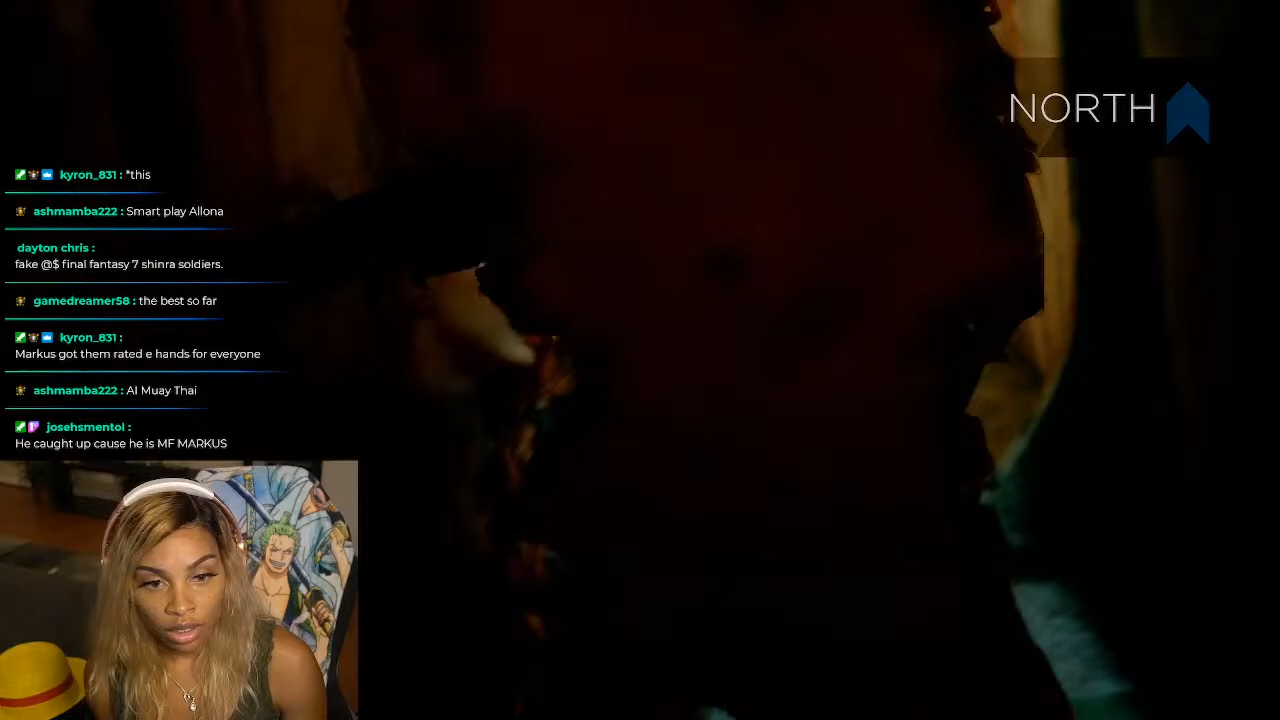 NORTH
kyron_831 : *this
ashmamba222 : Smart play Allona
dayton chris :
fake @$ final fantasy 7 shinra soldiers.
gamedreamer58 : the best so far
kyron_831 :
Markus got them rated e hands for everyone
ashmamba222 : AI Muay Thai
josehsmentol :
He caught up cause he is MF MARKUS